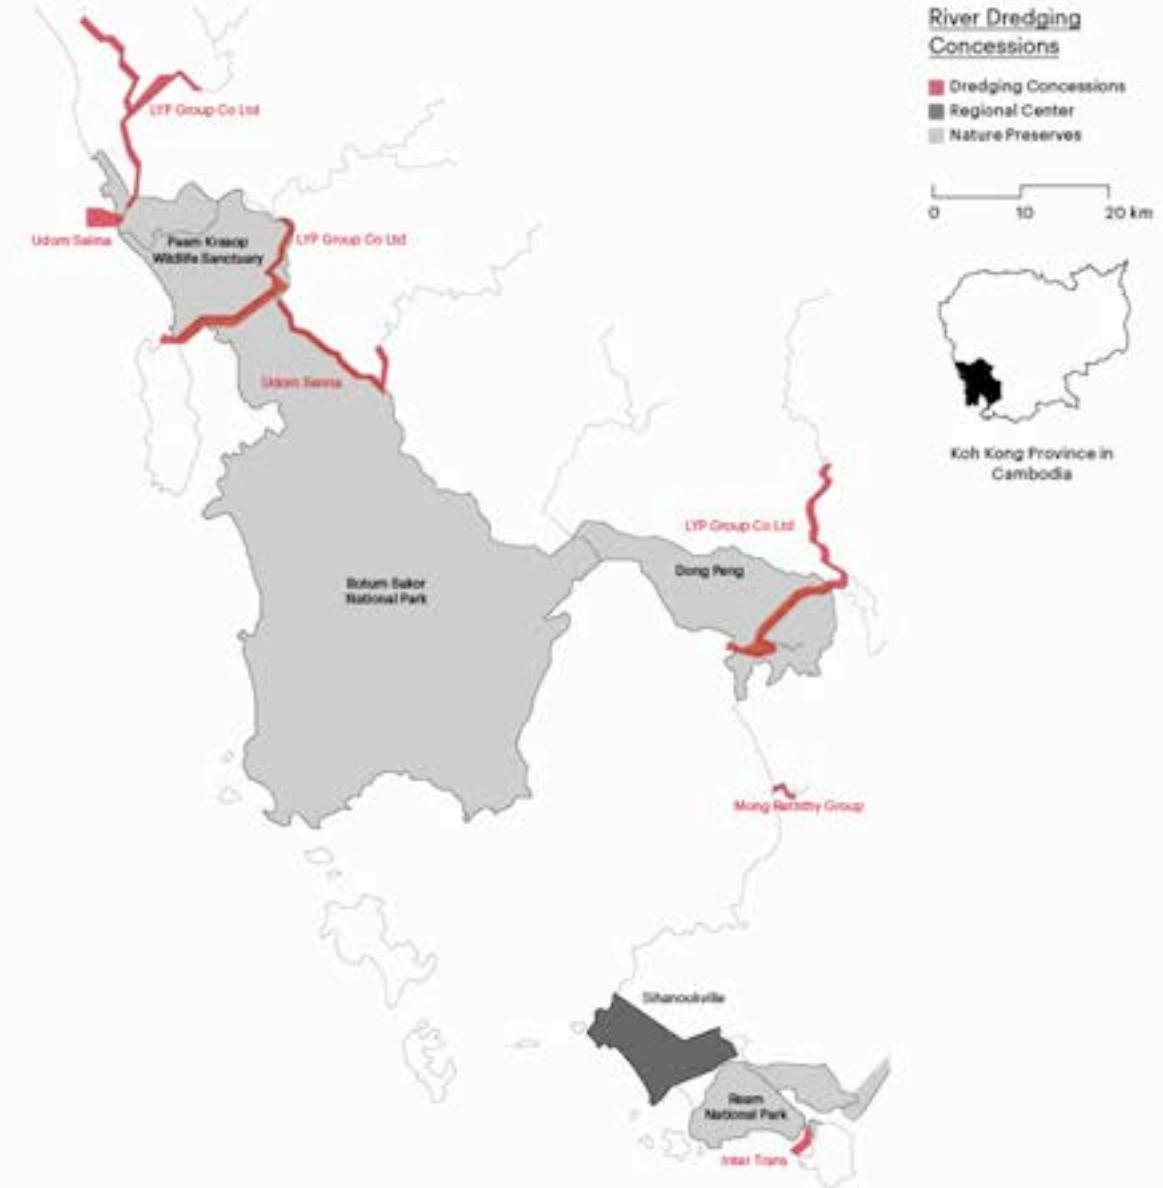 River Dredging
Concessions
Dredging Concessions
Regional Center
Nature Preserves
0 10 20 km
LYP Group Co Ltd
Udom Seima
Peam Krasop
Wildlife Sanctuary
LYP Group Co Ltd
Udom Seima
Koh Kong Province in
Cambodia
LYP Group Co Ltd
Dong Peng
Botum Sakor
National Park
Mong Reththy Group
Sihanoukville
Ream
National Park
Inter Trans